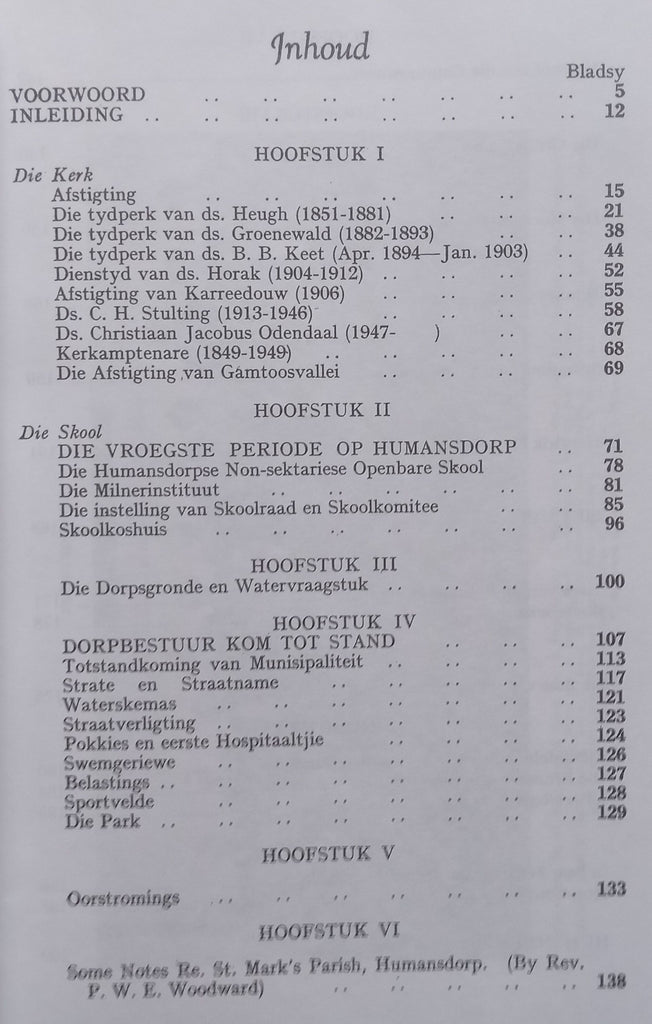 Inhoud
Bladsy
VOORWOORD .. .. .. .. .. .. .. 5
INLEIDING .. .. .. .. .. .. .. .. 12
HOOFSTUK I
Die Kerk
Afstigting .. .. .. .. .. .. .. 15
Die tydperk van ds. Heugh (1851-1881) .. .. .. 21
Die tydperk van ds. Groenewald (1882-1893) .. .. 38
Die tydperk van ds. B. B. Keet (Apr. 1894—Jan. 1903) .. 44
Dienstyd van ds. Horak (1904-1912) .. .. .. .. 52
Afstigting van Karreedouw (1906) .. .. .. .. 55
Ds. C. H. Stulting (1913-1946) .. .. .. .. 58
Ds. Christiaan Jacobus Odendaal (1947- ) .. .. 67
Kerkamptenare (1849-1949) .. .. .. .. .. 68
Die Afstigting van Gamtoosvallei .. .. .. .. 69
HOOFSTUK II
Die Skool
DIE VROEGSTE PERIODE OP HUMANSDORP .. 71
Die Humansdorpse Non-sektariese Openbare Skool .. 78
Die Milnerinstituut .. .. .. .. .. .. 81
Die instelling van Skoolraad en Skoolkomitee .. .. 85
Skoolkoshuis .. .. .. .. .. .. .. 96
HOOFSTUK III
Die Dorpsgronde en Watervraagstuk .. .. .. .. 100
HOOFSTUK IV
DORPBESTUUR KOM TOT STAND .. .. .. 107
Totstandkoming van Munisipaliteit .. .. .. .. 113
Strate en Straatname .. .. .. .. .. 117
Waterskemas .. .. .. .. .. .. .. 121
Straatverligting .. .. .. .. .. .. .. 123
Pokkies en eerste Hospitaaltjie .. .. .. .. 124
Swemgeriewe .. .. .. .. .. .. .. 126
Belastings .. .. .. .. .. .. .. .. 127
Sportvelde .. .. .. .. .. .. .. 128
Die Park .. .. .. .. .. .. .. .. 129
HOOFSTUK V
Oorstromings .. .. .. .. .. .. .. 133
HOOFSTUK VI
Some Notes Re. St. Mark's Parish, Humansdorp. (By Rev.
P. W. E. Woodward) .. .. .. .. .. 138